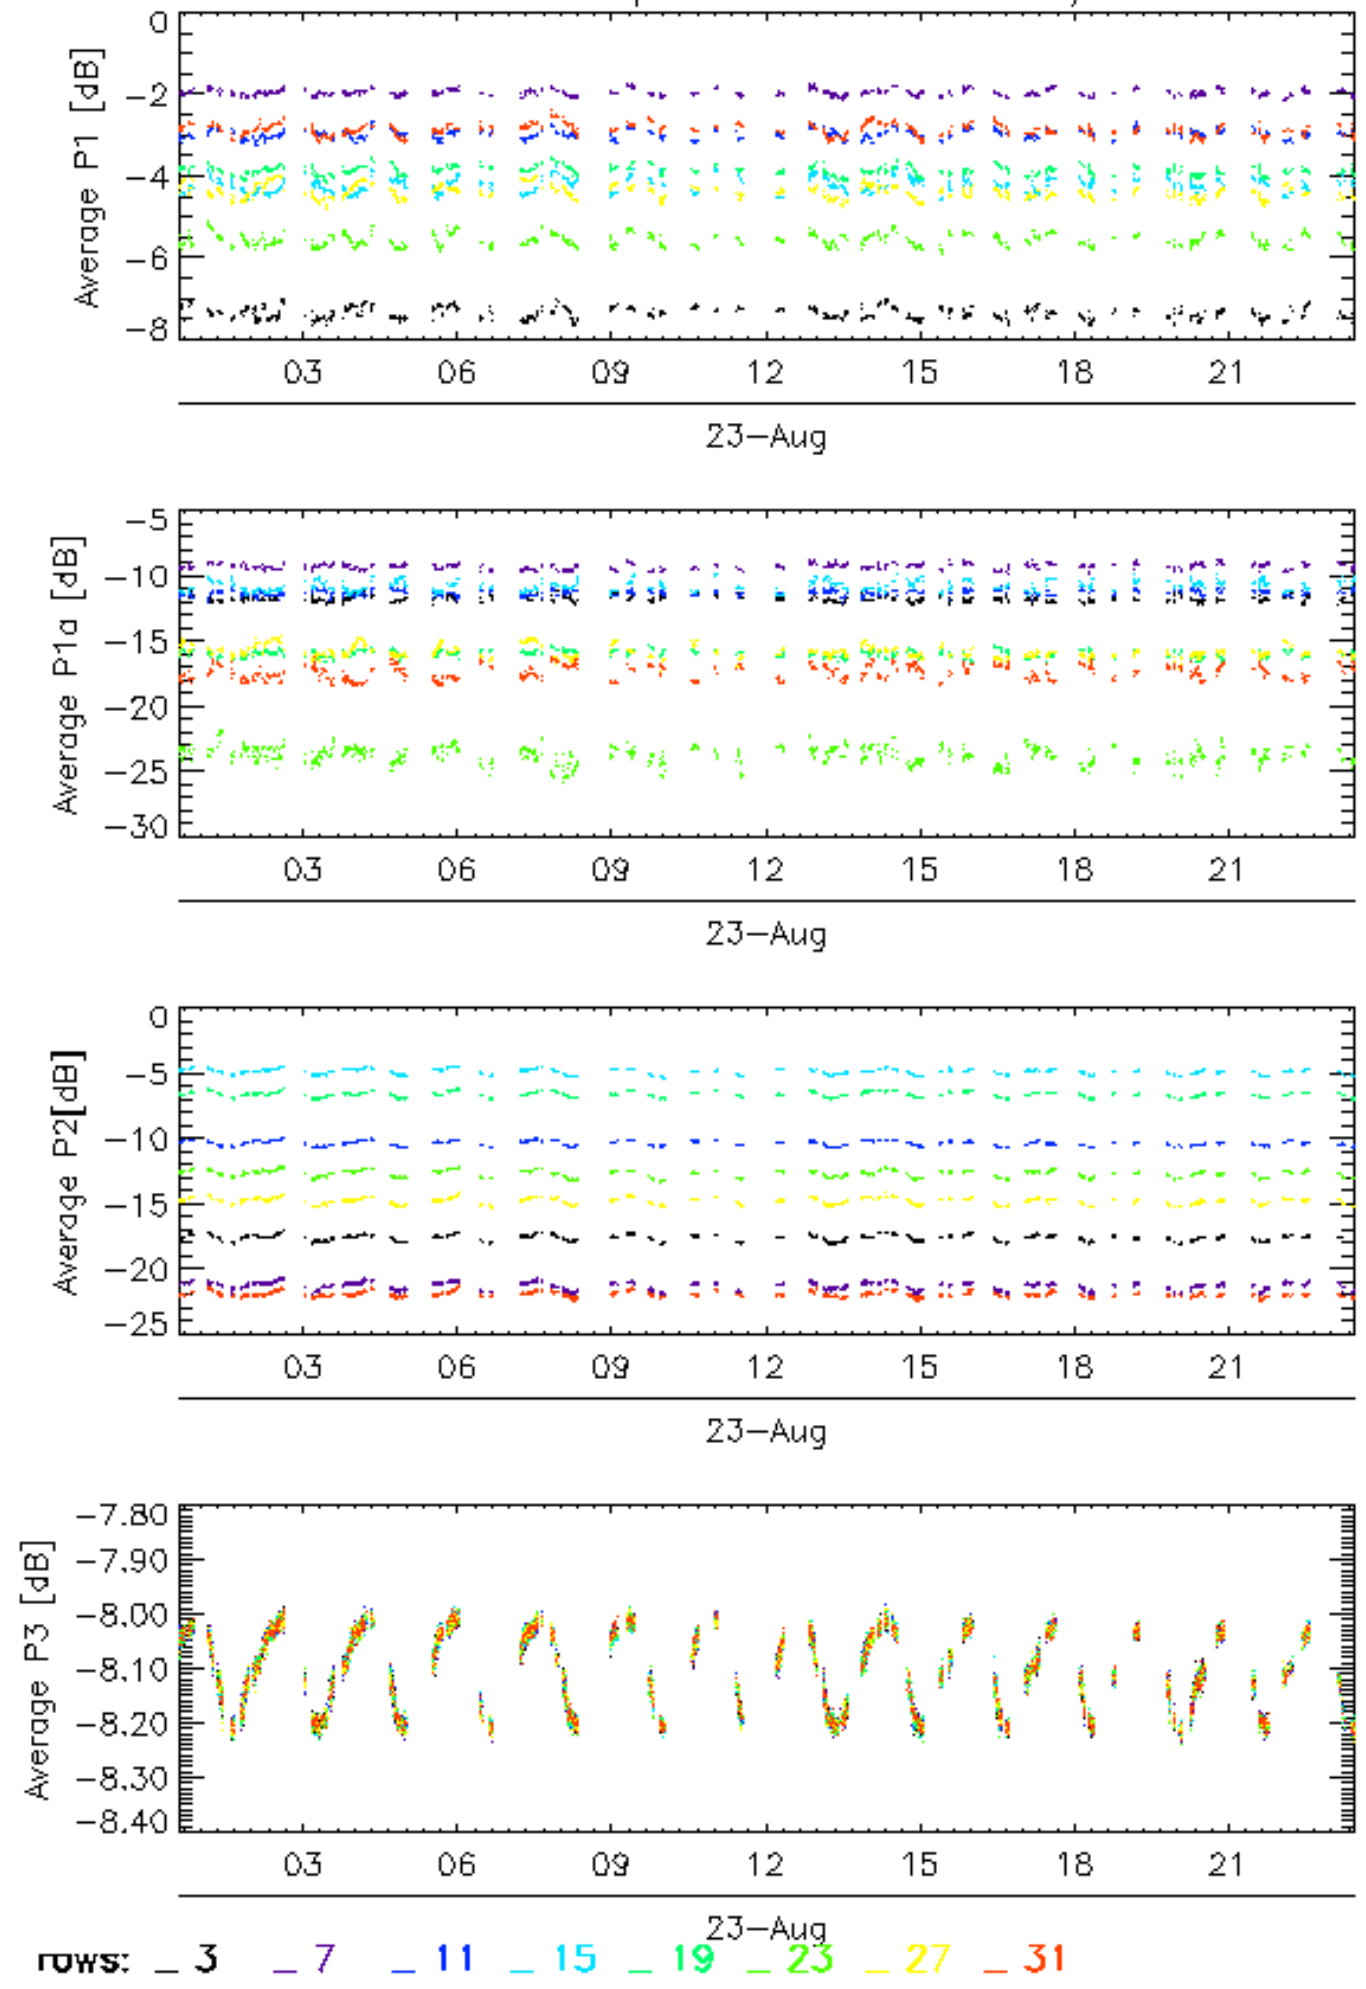 Average P1 [dB]
0
−2
−4
−6
−8
03 06 09 12 15 18 21
23−Aug
Average P1a [dB]
−5
−10
−15
−20
−25
−30
03 06 09 12 15 18 21
23−Aug
Average P2[dB]
0
−5
−10
−15
−20
−25
03 06 09 12 15 18 21
23−Aug
Average P3 [dB]
−7.80
−7.90
−8.00
−8.10
−8.20
−8.30
−8.40
03 06 09 12 15 18 21
23−Aug
rows: _ 3 _ 7 _ 11 _ 15 _ 19 _ 23 _ 27 _ 31